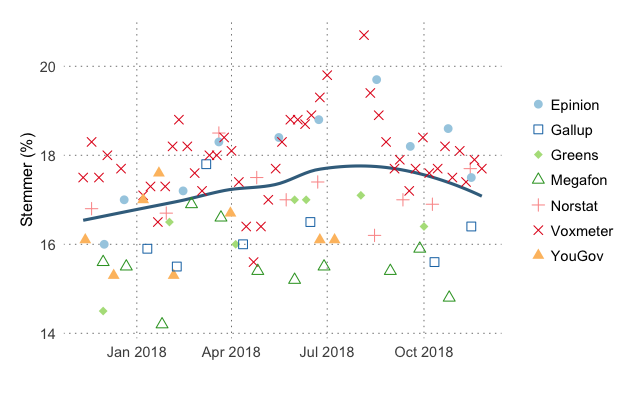 Stemmer (%)
20
18
16
14
Jan 2018 Apr 2018 Jul 2018 Oct 2018
Epinion
Gallup
Greens
Megafon
Norstat
Voxmeter
YouGov